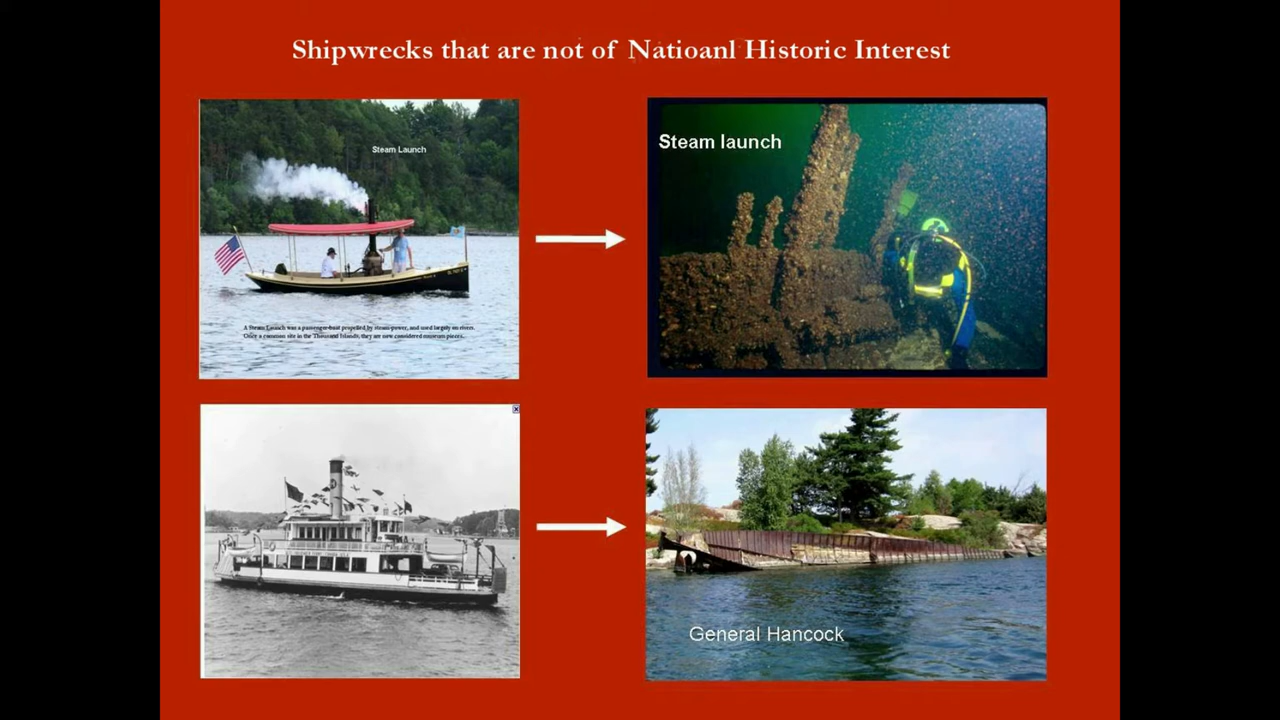 Shipwrecks that are not of Natioanl Historic Interest
Steam Launch
Steam launch
A Steam Launch was a passenger-boat propelled by steam-power, and used largely on rivers.
Once a common site in the Thousand Islands, they are now considered museum pieces.
General Hancock